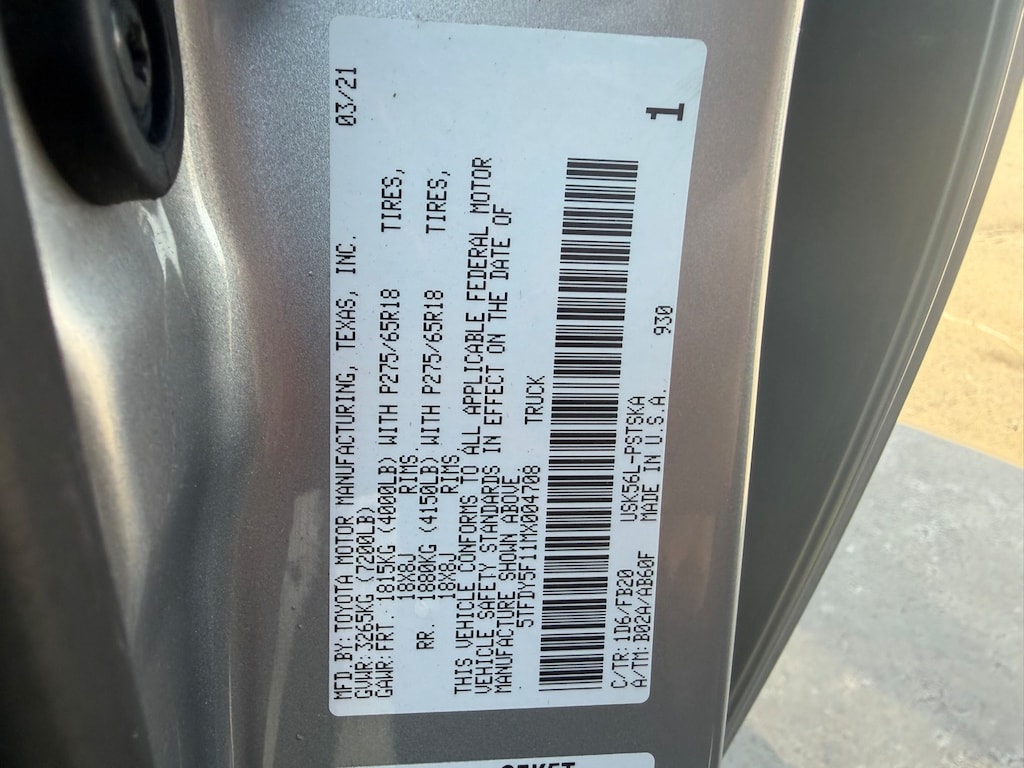 MFD.BY:TOYOTA MOTOR MANUFACTURING, TEXAS, INC. 03/21
GVWR:3265KG (7200LB)
GAWR:FRT. 1815KG (4000LB) WITH P275/65R18 TIRES,
18X8J RIMS
RR. 1880KG (4150LB) WITH P275/65R18 TIRES,
18X8J RIMS
THIS VEHICLE CONFORMS TO ALL APPLICABLE FEDERAL MOTOR
VEHICLE SAFETY STANDARDS IN EFFECT ON THE DATE OF
MANUFACTURE SHOWN ABOVE
5TFDY5F11MX004708 TRUCK
C/TR:1D6/FB20 USK56L-PSTSKA
A/TM:B02A/AB60F MADE IN U.S.A. 930 1